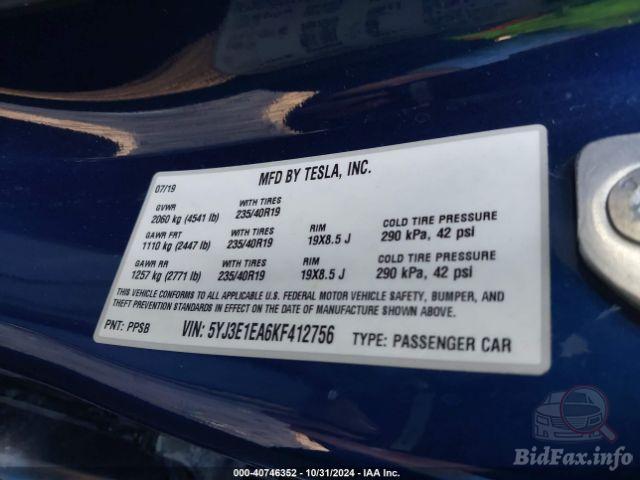 MFD BY TESLA, INC.
07/19
GVWR WITH TIRES
2060 kg (4541 lb) 235/40R19
GAWR FRT WITH TIRES RIM COLD TIRE PRESSURE
1110 kg (2447 lb) 235/40R19 19X8.5 J 290 kPa, 42 psi
GAWR RR WITH TIRES RIM COLD TIRE PRESSURE
1257 kg (2771 lb) 235/40R19 19X8.5 J 290 kPa, 42 psi
THIS VEHICLE CONFORMS TO ALL APPLICABLE U.S. FEDERAL MOTOR VEHICLE SAFETY, BUMPER, AND
THEFT PREVENTION STANDARDS IN EFFECT ON THE DATE OF MANUFACTURE SHOWN ABOVE.
PNT: PPSB VIN: 5YJ3E1EA6KF412756 TYPE: PASSENGER CAR
BidFax.info
000-40746352 - 10/31/2024 - IAA Inc.